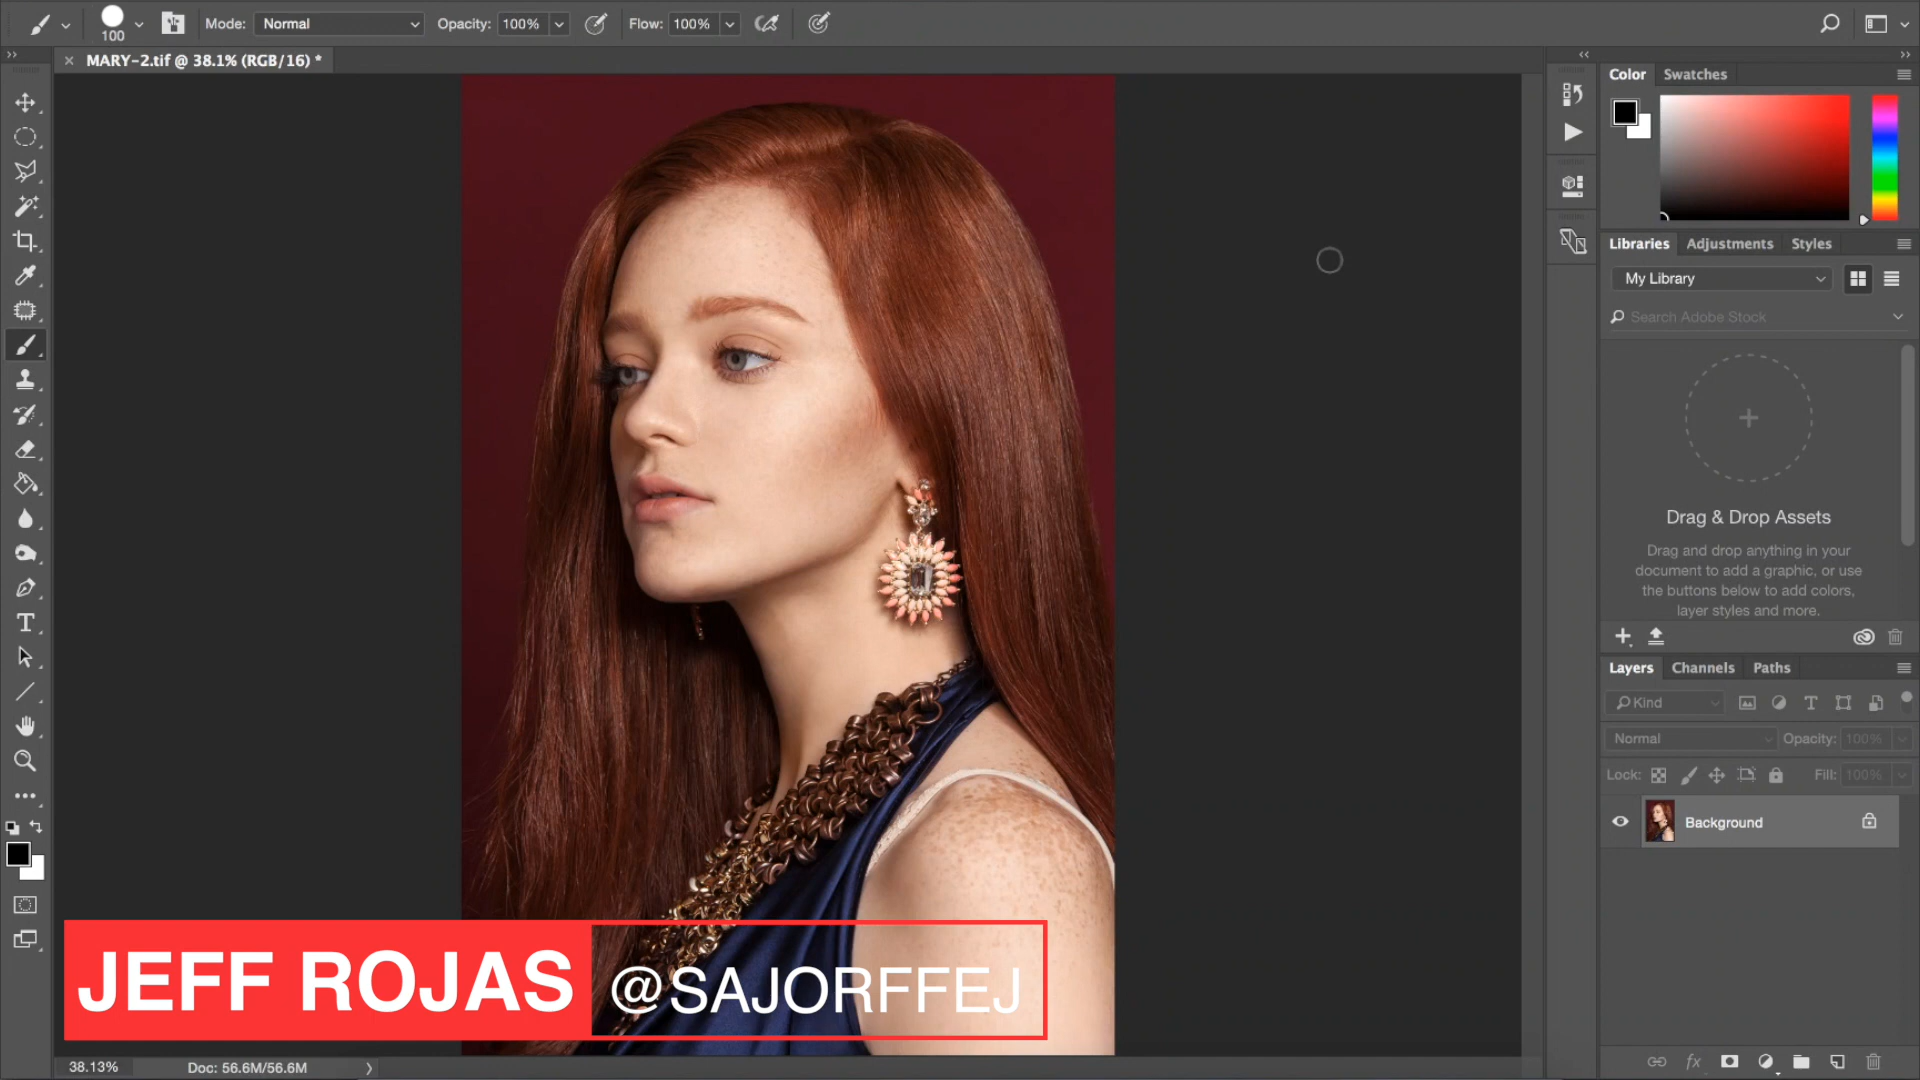 100
Mode: Normal
Opacity: 100%
Flow: 100%
MARY-2.tif @ 38.1% (RGB/16) *
Color Swatches
Libraries Adjustments Styles
My Library
Search Adobe Stock
Drag & Drop Assets
Drag and drop anything in your
document to add a graphic, or use
the buttons below to add colors,
layer styles and more.
Layers Channels Paths
Kind
Normal Opacity: 100%
Lock: Fill: 100%
Background
JEFF ROJAS @SAJORFFEJ
38.13% Doc: 56.6M/56.6M